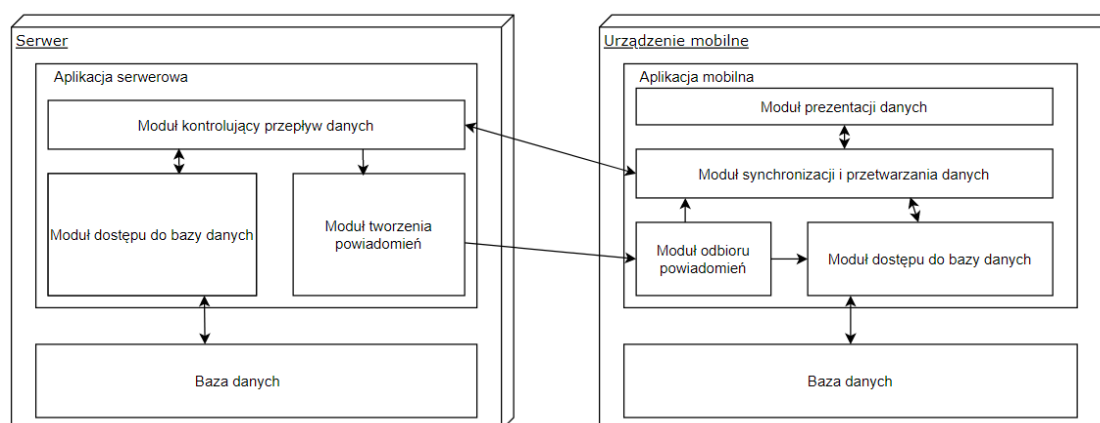 Serwer
Aplikacja serwerowa
Moduł kontrolujący przepływ danych
Moduł dostępu do bazy danych
Moduł tworzenia
powiadomień
Baza danych
Urządzenie mobilne
Aplikacja mobilna
Moduł prezentacji danych
Moduł synchronizacji i przetwarzania danych
Moduł odbioru
powiadomień
Moduł dostępu do bazy danych
Baza danych